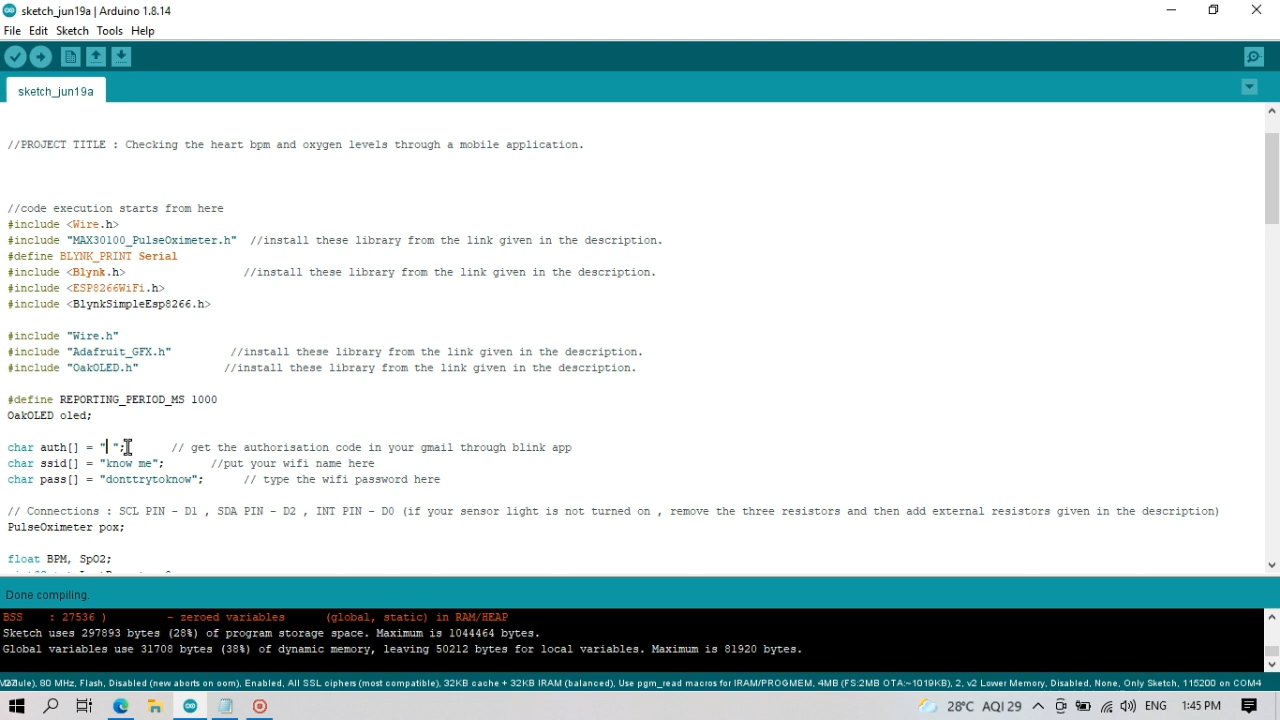 sketch_jun19a | Arduino 1.8.14
File Edit Sketch Tools Help
sketch_jun19a
//PROJECT TITLE : Checking the heart bpm and oxygen levels through a mobile application.
//code execution starts from here
#include <Wire.h>
#include "MAX30100_PulseOximeter.h" //install these library from the link given in the description.
#define BLYNK_PRINT Serial
#include <Blynk.h> //install these library from the link given in the description.
#include <ESP8266WiFi.h>
#include <BlynkSimpleEsp8266.h>
#include "Wire.h"
#include "Adafruit_GFX.h" //install these library from the link given in the description.
#include "OakOLED.h" //install these library from the link given in the description.
#define REPORTING_PERIOD_MS 1000
OakOLED oled;
char auth[] = " "; // get the authorisation code in your gmail through blink app
char ssid[] = "know me"; //put your wifi name here
char pass[] = "donttrytoknow"; // type the wifi password here
// Connections : SCL PIN - D1 , SDA PIN - D2 , INT PIN - D0 (if your sensor light is not turned on , remove the three resistors and then add external resistors given in the description)
PulseOximeter pox;
float BPM, SpO2;
Done compiling.
BSS : 27536 ) - zeroed variables (global, static) in RAM/HEAP
Sketch uses 297893 bytes (28%) of program storage space. Maximum is 1044464 bytes.
Global variables use 31708 bytes (38%) of dynamic memory, leaving 50212 bytes for local variables. Maximum is 81920 bytes.
80 MHz, Flash, Disabled (new aborts on oom), Enabled, All SSL ciphers (most compatible), 32KB cache + 32KB IRAM (balanced), Use pgm_read macros for IRAM/PROGMEM, 4MB (FS:2MB OTA:~1019KB), 2, v2 Lower Memory, Disabled, None, Only Sketch, 115200 on COM4
28°C AQI 29 ENG 1:45 PM